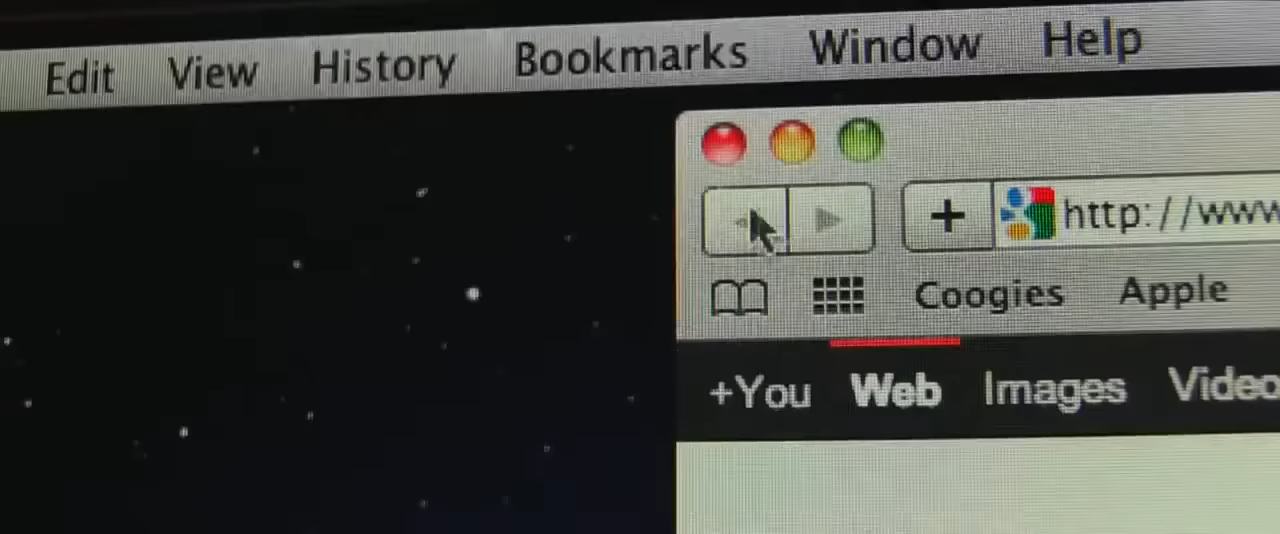 Edit View History Bookmarks Window Help
+ http://www
Coogies Apple
+You Web Images Video